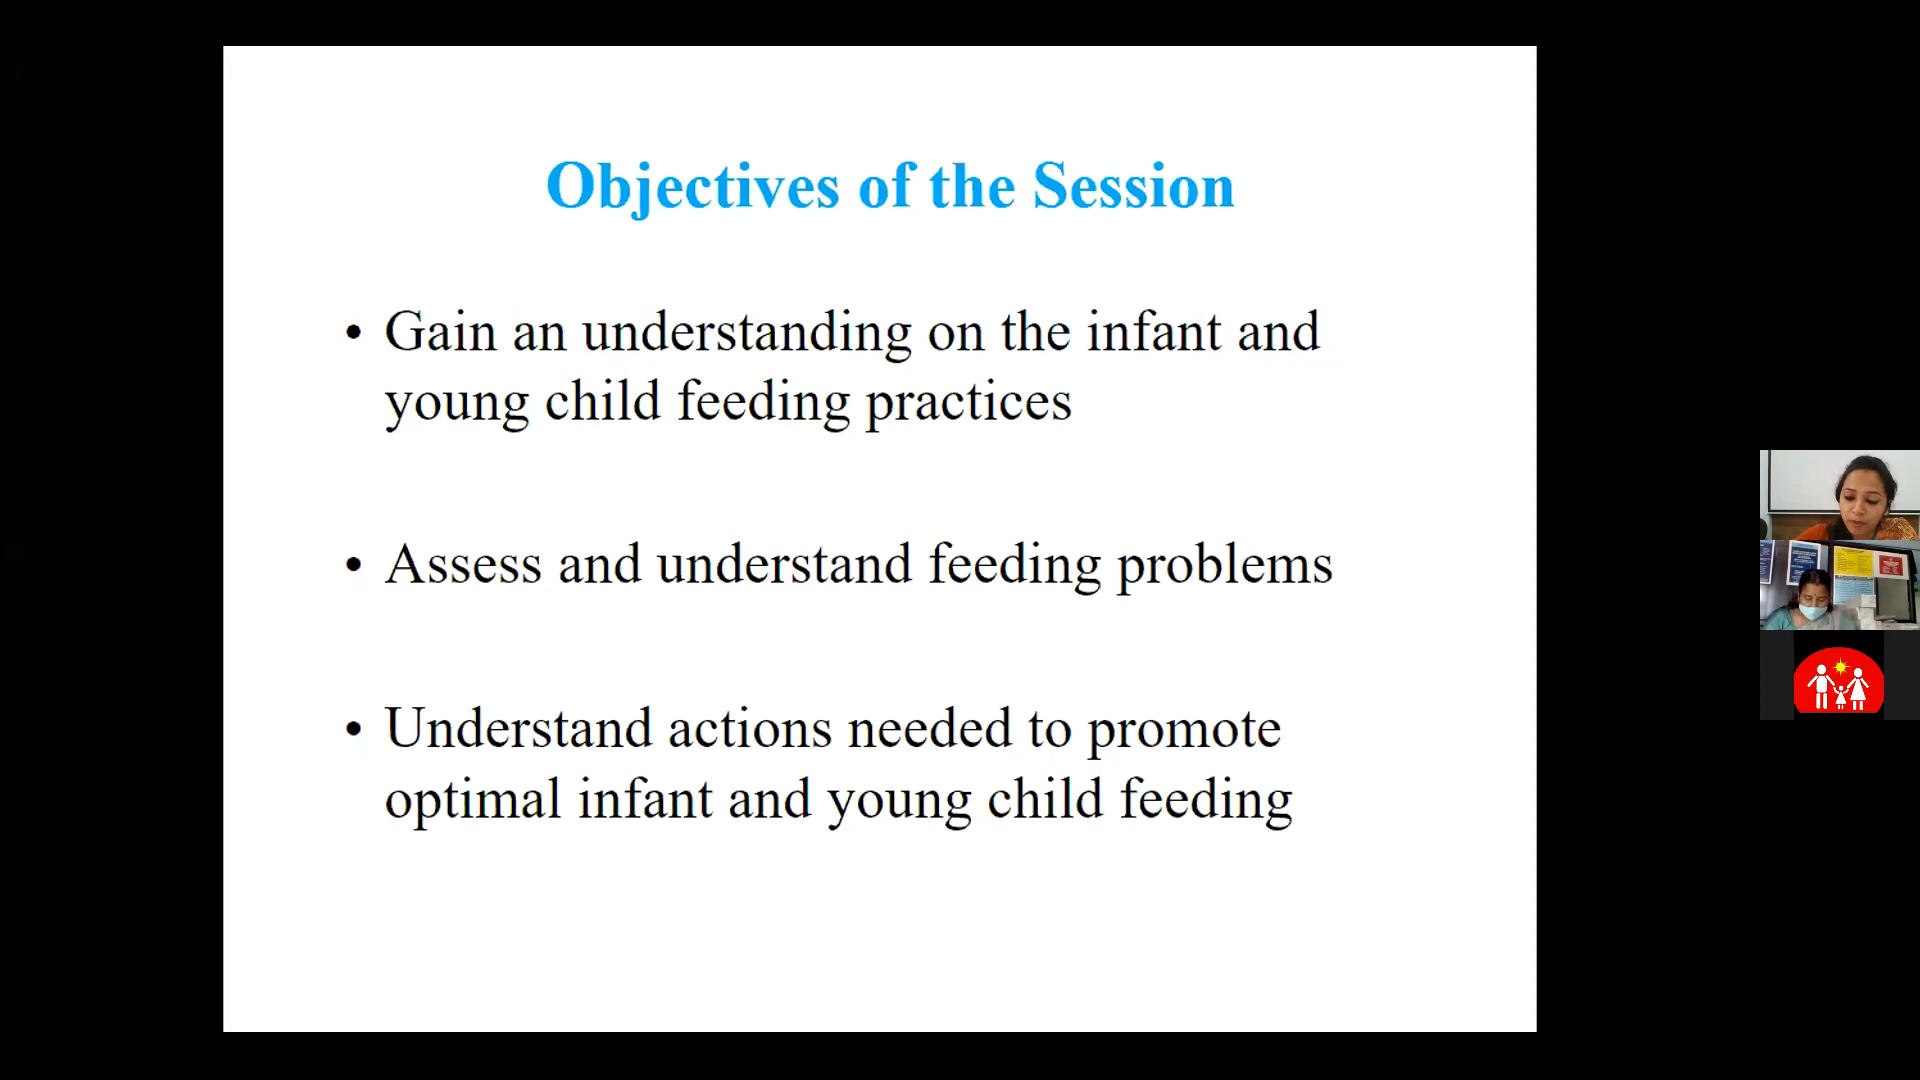 Objectives of the Session
• Gain an understanding on the infant and
young child feeding practices
• Assess and understand feeding problems
• Understand actions needed to promote
optimal infant and young child feeding